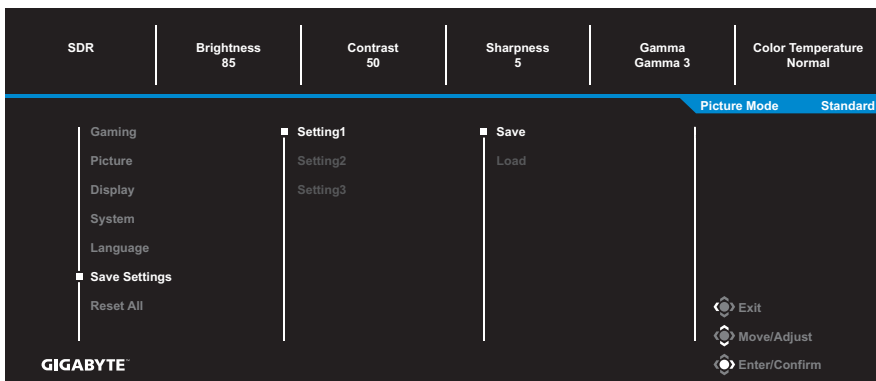 SDR
Brightness
85
Contrast
50
Sharpness
5
Gamma
Gamma 3
Color Temperature
Normal
Picture Mode Standard
Gaming
Picture
Display
System
Language
Save Settings
Reset All
Setting1
Setting2
Setting3
Save
Load
Exit
Move/Adjust
Enter/Confirm
GIGABYTE™